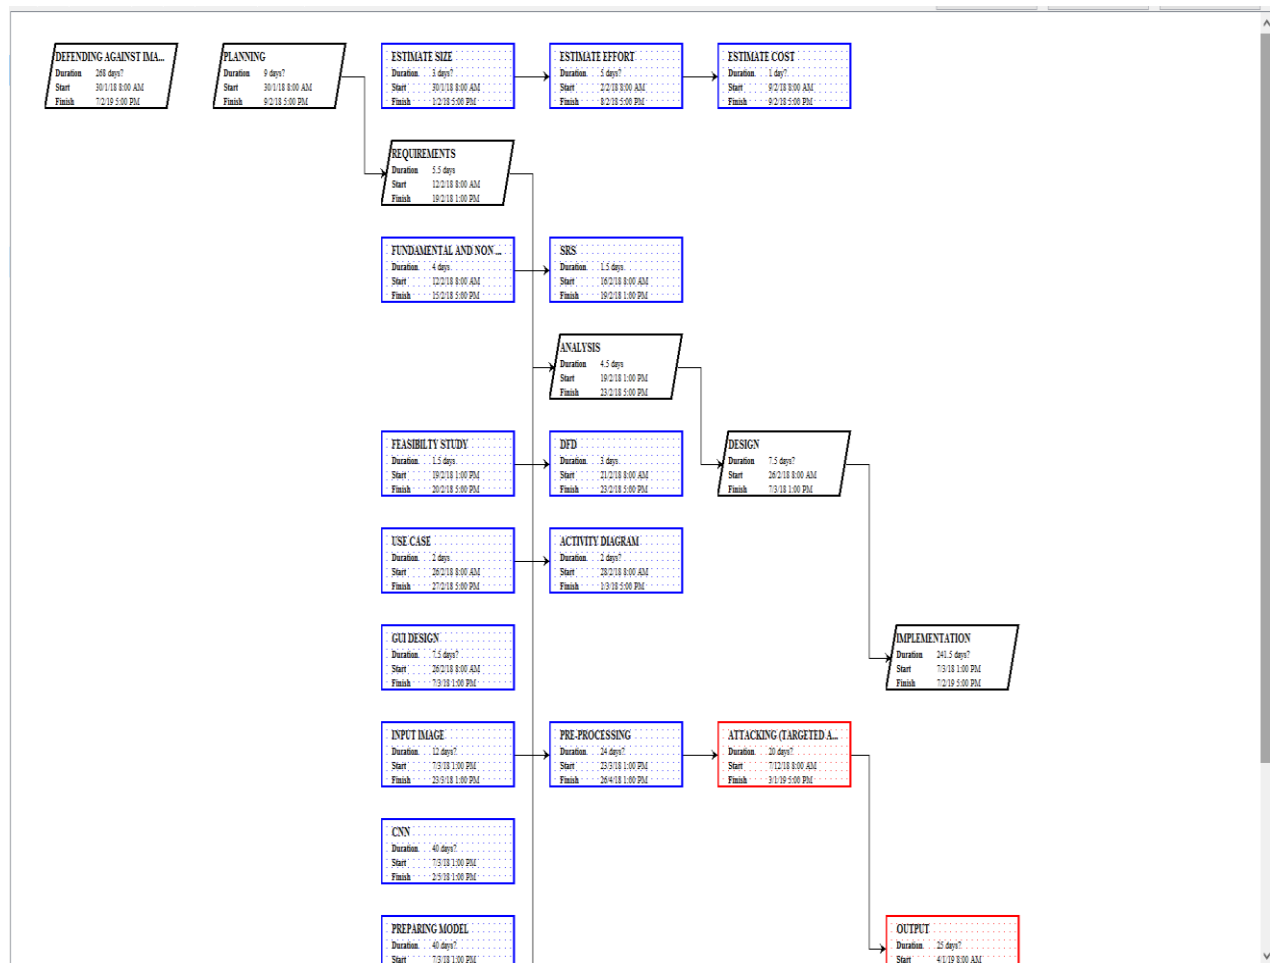 DEFENDING AGAINST IMA...
Duration 268 days?
Start 30/1/18 8:00 AM
Finish 7/2/19 5:00 PM
PLANNING
Duration 9 days?
Start 30/1/18 8:00 AM
Finish 9/2/18 5:00 PM
ESTIMATE SIZE
Duration 3 days?
Start 30/1/18 8:00 AM
Finish 1/2/18 5:00 PM
ESTIMATE EFFORT
Duration 5 days?
Start 2/2/18 8:00 AM
Finish 8/2/18 5:00 PM
ESTIMATE COST
Duration 1 day?
Start 9/2/18 8:00 AM
Finish 9/2/18 5:00 PM
REQUIREMENTS
Duration 5.5 days
Start 12/2/18 8:00 AM
Finish 19/2/18 1:00 PM
FUNDAMENTAL AND NON ...
Duration 4 days
Start 12/2/18 8:00 AM
Finish 15/2/18 5:00 PM
SRS
Duration 1.5 days
Start 16/2/18 8:00 AM
Finish 19/2/18 1:00 PM
ANALYSIS
Duration 4.5 days
Start 19/2/18 1:00 PM
Finish 23/2/18 5:00 PM
FEASIBILTY STUDY
Duration 1.5 days
Start 19/2/18 1:00 PM
Finish 20/2/18 5:00 PM
DFD
Duration 3 days
Start 21/2/18 8:00 AM
Finish 23/2/18 5:00 PM
DESIGN
Duration 7.5 days?
Start 26/2/18 8:00 AM
Finish 7/3/18 1:00 PM
USE CASE
Duration 2 days
Start 26/2/18 8:00 AM
Finish 27/2/18 5:00 PM
ACTIVITY DIAGRAM
Duration 2 days?
Start 28/2/18 8:00 AM
Finish 1/3/18 5:00 PM
GUI DESIGN
Duration 7.5 days?
Start 26/2/18 8:00 AM
Finish 7/3/18 1:00 PM
IMPLEMENTATION
Duration 241.5 days?
Start 7/3/18 1:00 PM
Finish 7/2/19 5:00 PM
INPUT IMAGE
Duration 12 days?
Start 7/3/18 1:00 PM
Finish 23/3/18 1:00 PM
PRE-PROCESSING
Duration 24 days?
Start 23/3/18 1:00 PM
Finish 26/4/18 1:00 PM
ATTACKING (TARGETED A...
Duration 20 days?
Start 7/12/18 8:00 AM
Finish 3/1/19 5:00 PM
CNN
Duration 40 days?
Start 7/3/18 1:00 PM
Finish 2/5/18 1:00 PM
PREPARING MODEL
Duration 40 days?
Start 7/3/18 1:00 PM
OUTPUT
Duration 25 days?
Start 4/1/19 8:00 AM